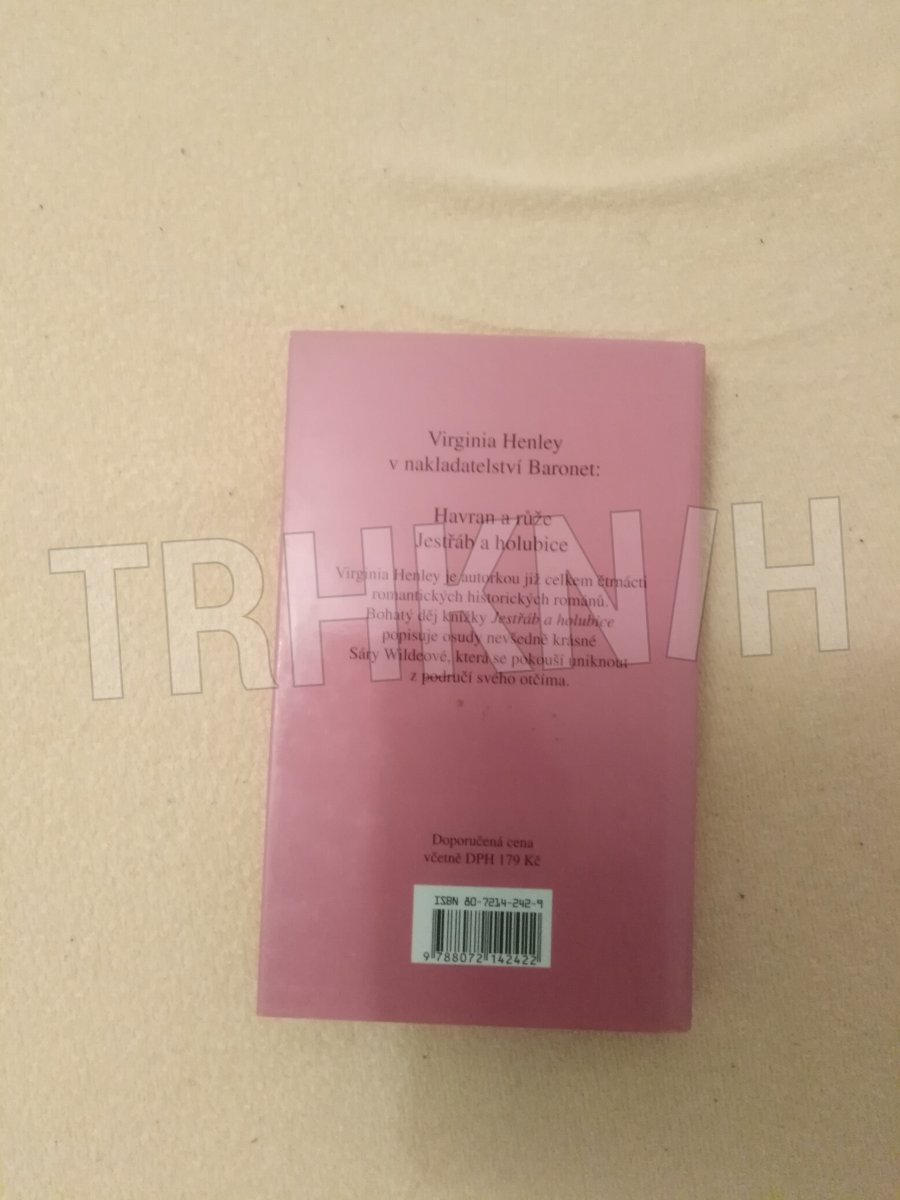 Virginia Henley
v nakladatelství Baronet:
Havran a růže
Jestřáb a holubice
Virginia Henley je autorkou již celkem čtrnácti
romantických historických románů.
Bohatý děj knížky Jestřáb a holubice
popisuje osudy nevšedně krásné
Sáry Wildeové, která se pokouší uniknout
z područí svého otčíma.
TRHKNIH
Doporučená cena
včetně DPH 179 Kč
ISBN 80-7214-242-9
9 788072 142422